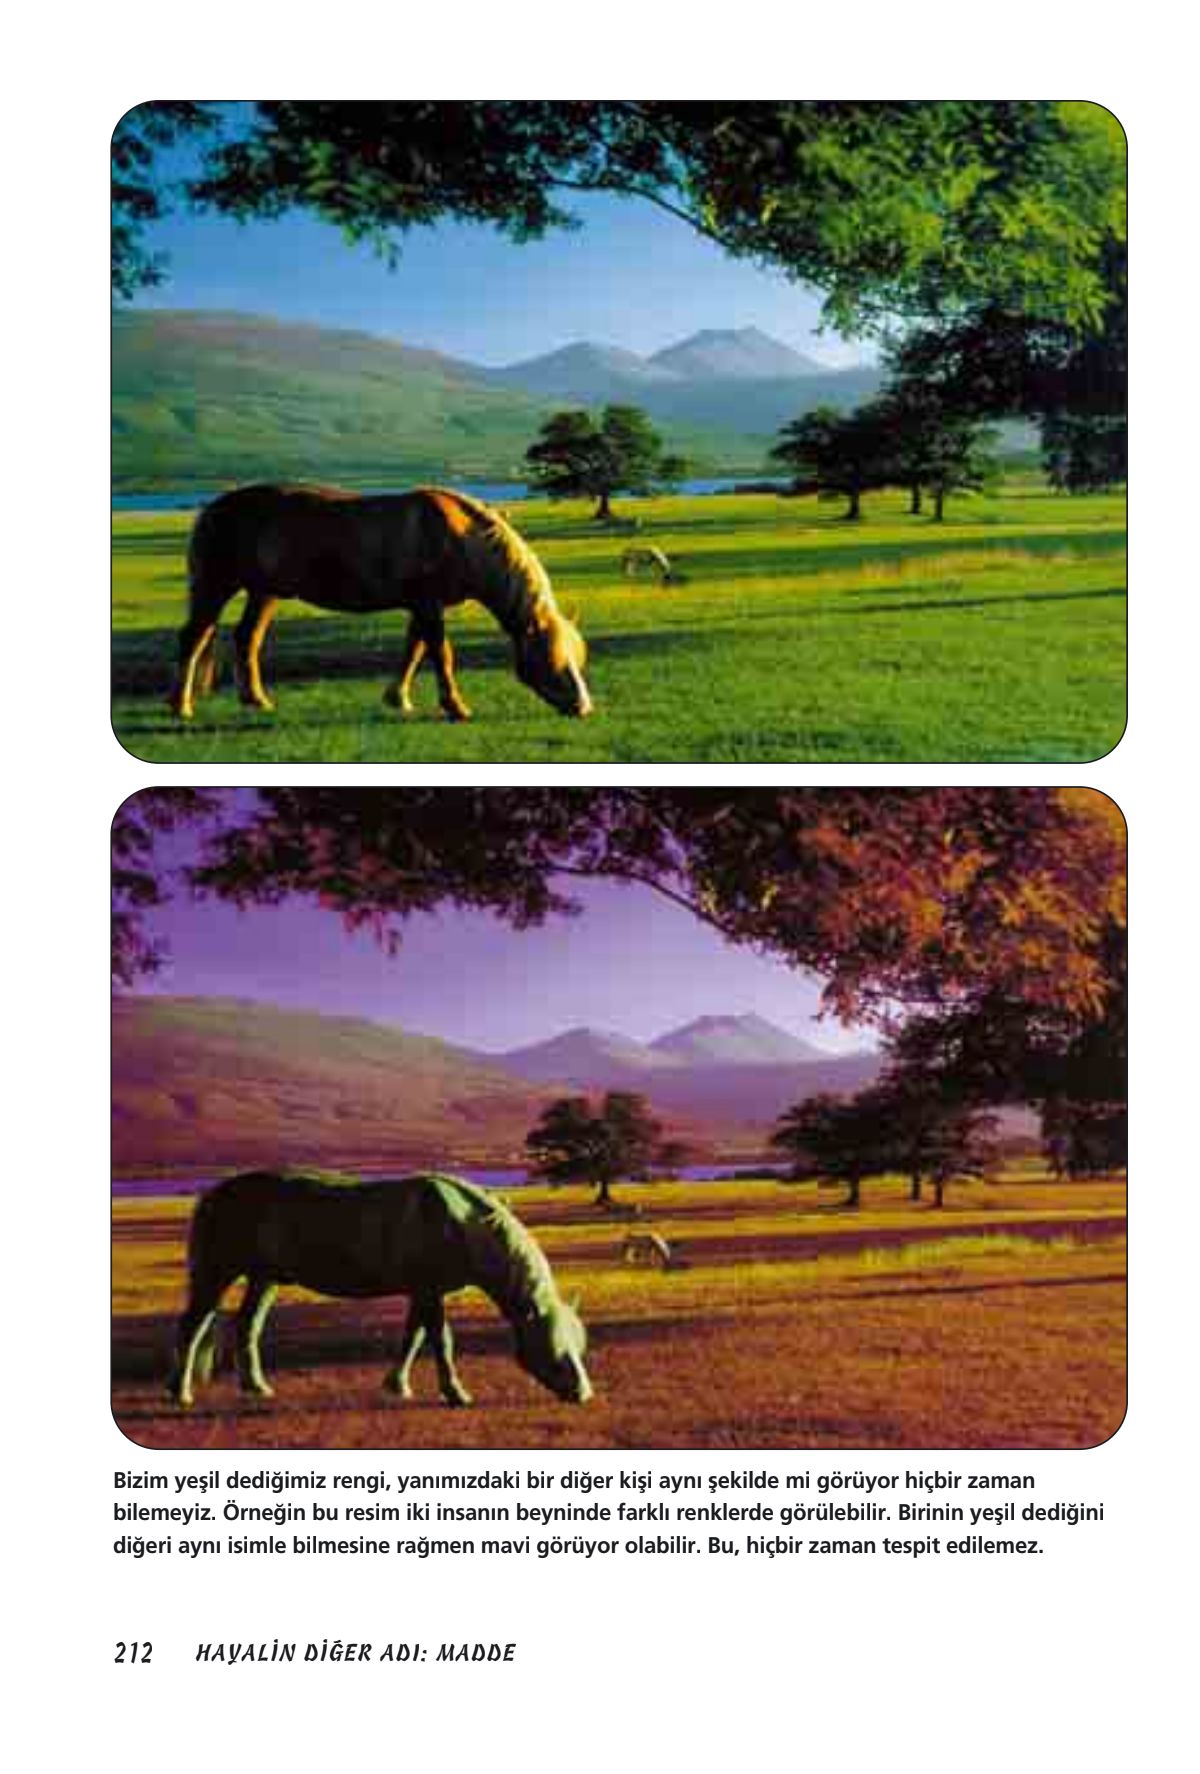 Bizim yeşil dediğimiz rengi, yanımızdaki bir diğer kişi aynı şekilde mi görüyor hiçbir zaman
bilemeyiz. Örneğin bu resim iki insanın beyninde farklı renklerde görülebilir. Birinin yeşil dediğini
diğeri aynı isimle bilmesine rağmen mavi görüyor olabilir. Bu, hiçbir zaman tespit edilemez.
212 HAYALİN DİĞER ADI: MADDE